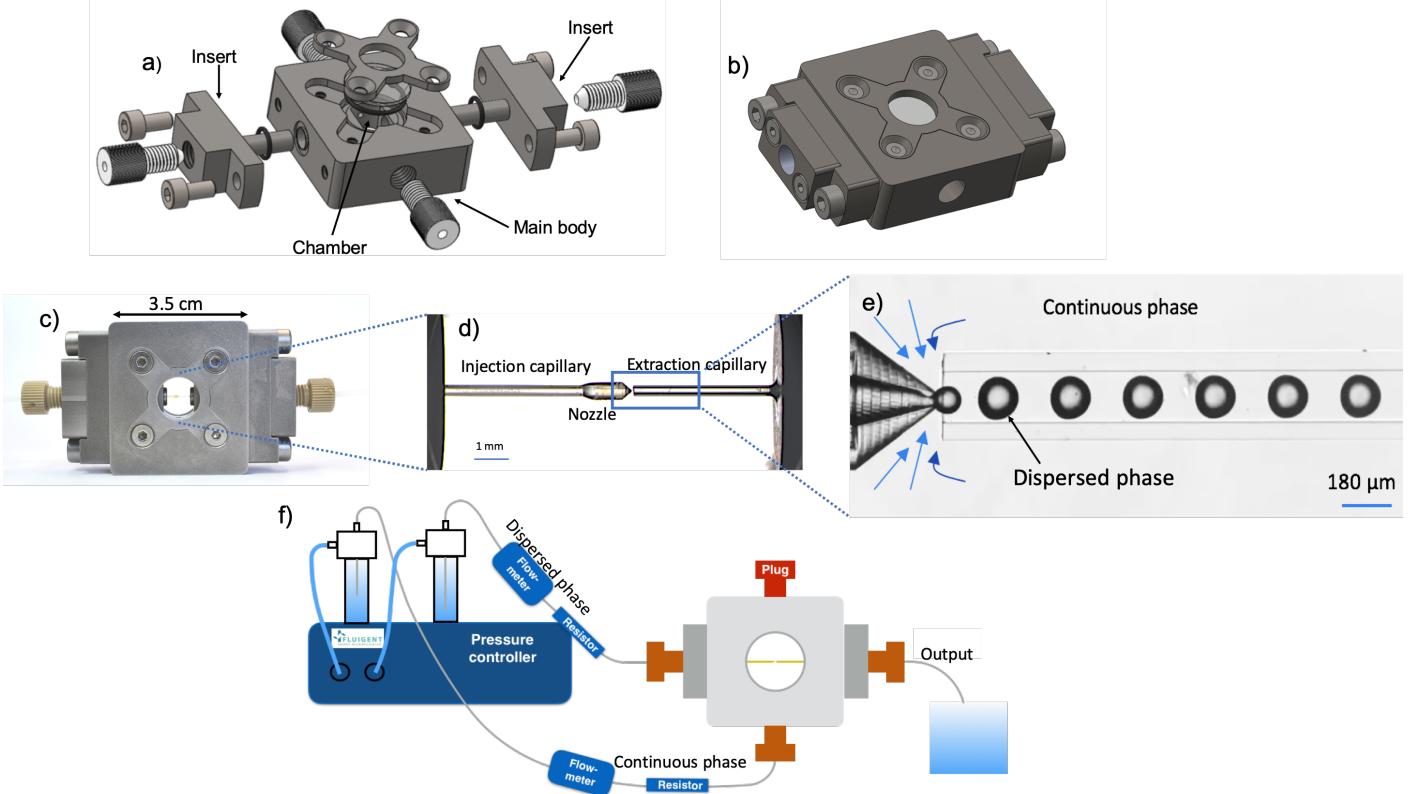 a)
Insert
Insert
Chamber
Main body
b)
c)
3.5 cm
d)
Injection capillary
Extraction capillary
Nozzle
1 mm
e)
Continuous phase
Dispersed phase
180 µm
f)
Dispersed phase
Flow-
meter
Resistor
FLUIGENT
Pressure
controller
Plug
Output
Continuous phase
Flow-
meter
Resistor